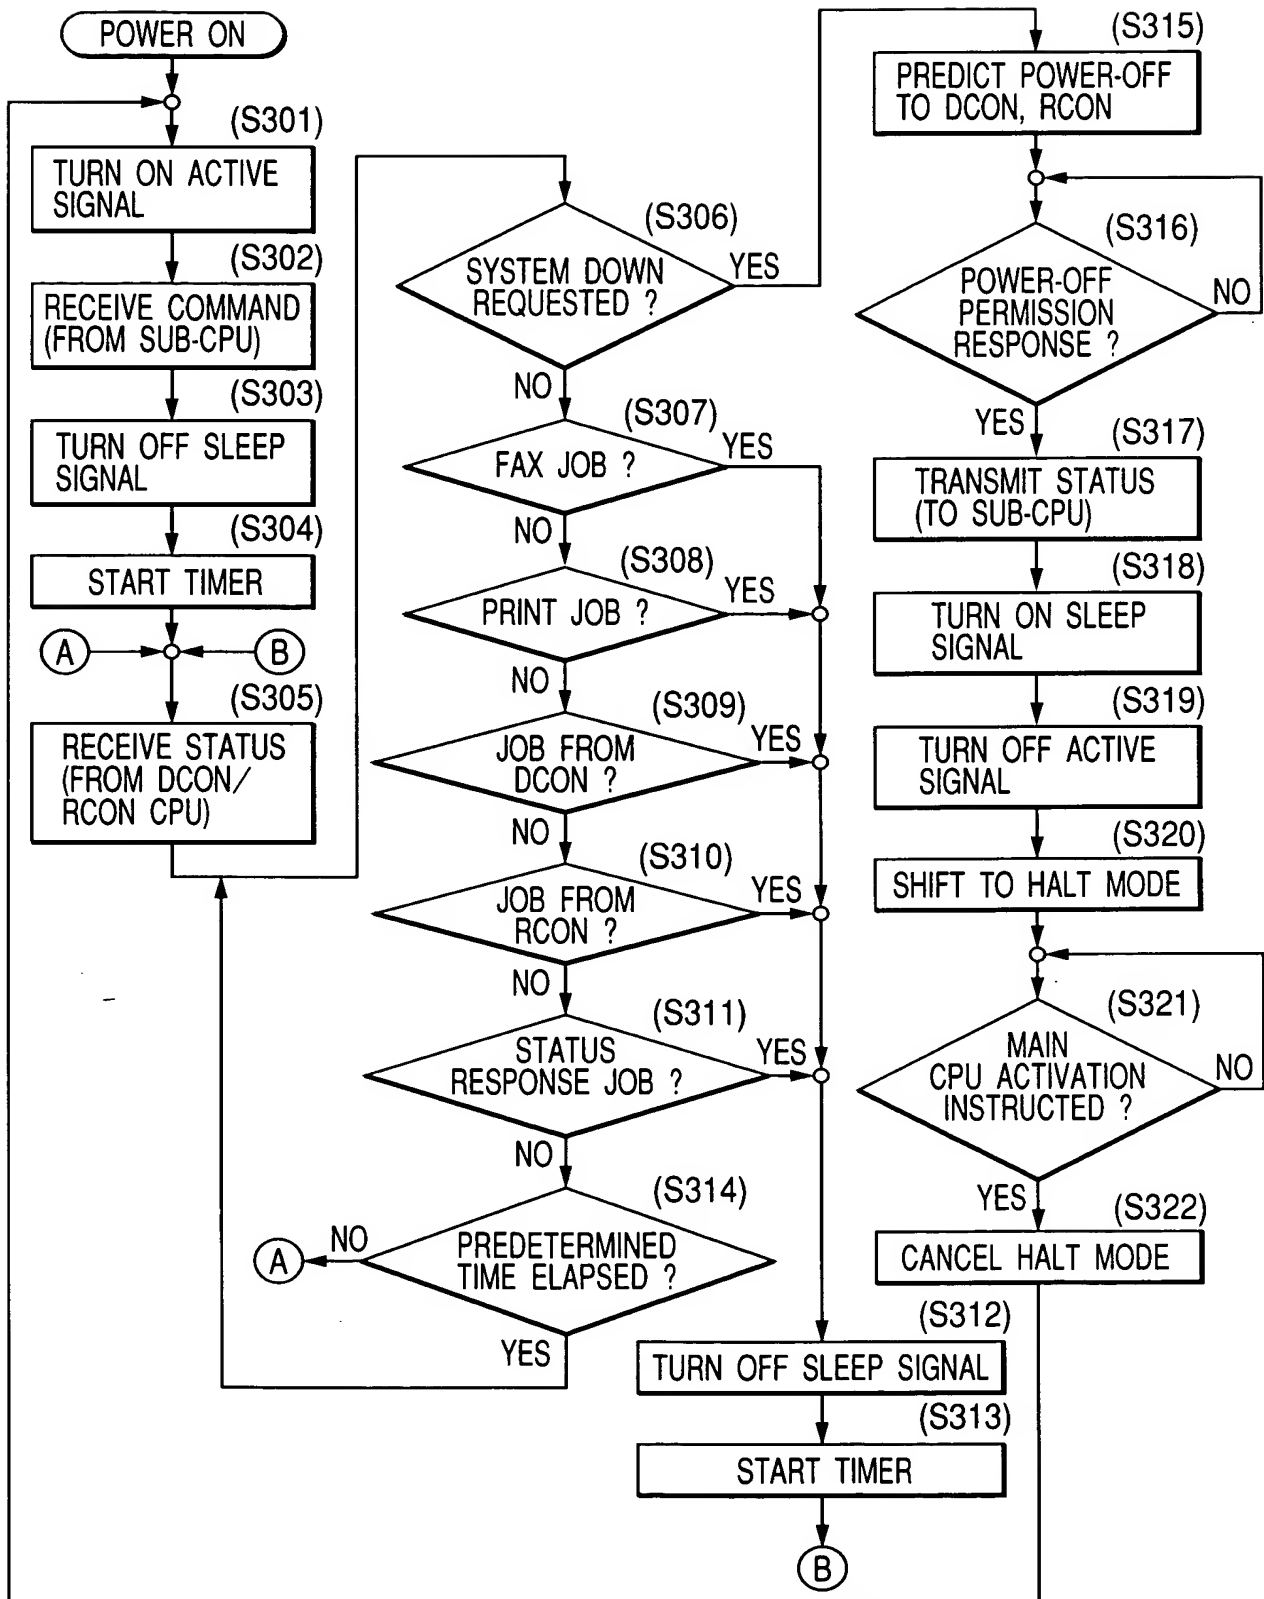 POWER ON
(S301)
TURN ON ACTIVE
SIGNAL
(S302)
RECEIVE COMMAND
(FROM SUB-CPU)
(S303)
TURN OFF SLEEP
SIGNAL
(S304)
START TIMER
A
B
(S305)
RECEIVE STATUS
(FROM DCON/
RCON CPU)
(S306)
SYSTEM DOWN
REQUESTED ?
YES
NO
(S307)
FAX JOB ?
YES
NO
(S308)
PRINT JOB ?
YES
NO
(S309)
JOB FROM
DCON ?
YES
NO
(S310)
JOB FROM
RCON ?
YES
NO
(S311)
STATUS
RESPONSE JOB ?
YES
NO
(S314)
PREDETERMINED
TIME ELAPSED ?
NO
A
YES
(S312)
TURN OFF SLEEP SIGNAL
(S313)
START TIMER
B
(S315)
PREDICT POWER-OFF
TO DCON, RCON
(S316)
POWER-OFF
PERMISSION
RESPONSE ?
NO
YES
(S317)
TRANSMIT STATUS
(TO SUB-CPU)
(S318)
TURN ON SLEEP
SIGNAL
(S319)
TURN OFF ACTIVE
SIGNAL
(S320)
SHIFT TO HALT MODE
(S321)
MAIN
CPU ACTIVATION
INSTRUCTED ?
NO
YES
(S322)
CANCEL HALT MODE